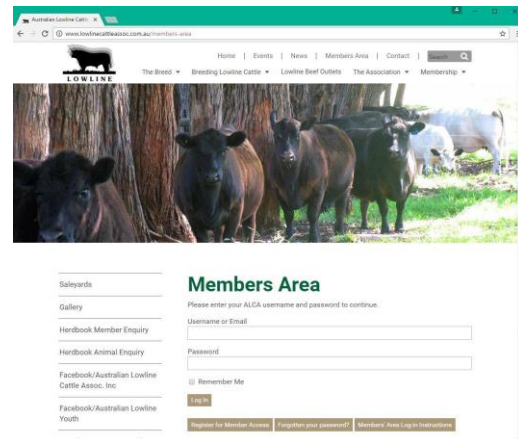 Australian Lowline Cattle
www.lowlinecattleassoc.com.au/members-area
Home | Events | News | Members Area | Contact | Search
LOWLINE
The Breed Breeding Lowline Cattle Lowline Beef Outlets The Association Membership
Saleyards
Gallery
Herdbook Member Enquiry
Herdbook Animal Enquiry
Facebook/Australian Lowline
Cattle Assoc. Inc
Facebook/Australian Lowline
Youth
Members Area
Please enter your ALCA username and password to continue.
Username or Email
Password
Remember Me
Log In
Register for Member Access Forgotten your password? Members' Area Log-in Instructions